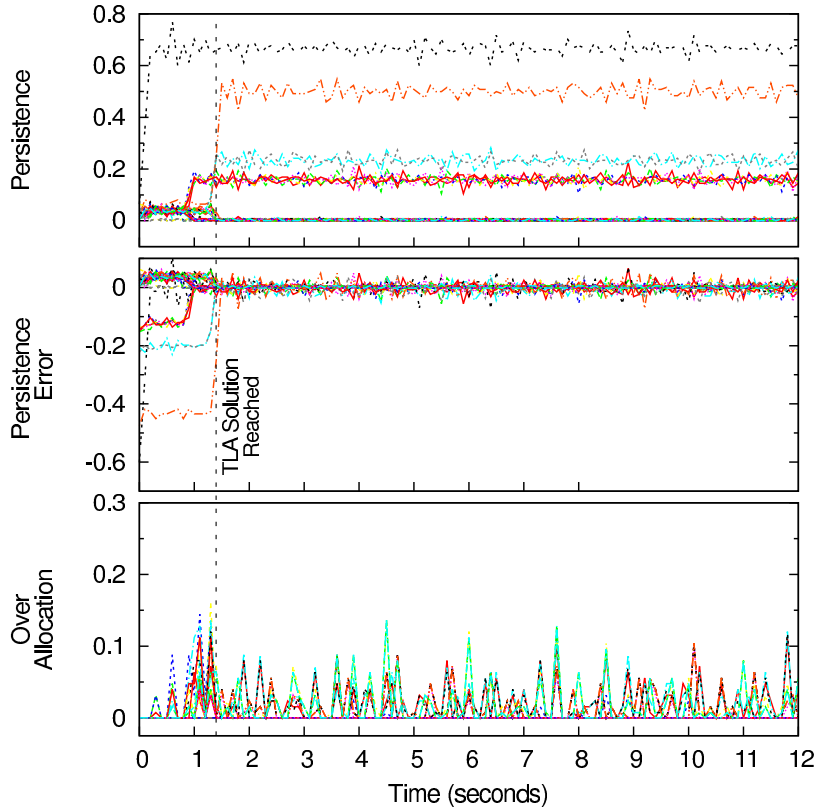 0.8
0.6
0.4
0.2
0
Persistence
0
-0.2
-0.4
-0.6
Persistence
Error
TLA Solution
Reached
0.3
0.2
0.1
0
Over
Allocation
0 1 2 3 4 5 6 7 8 9 10 11 12
Time (seconds)